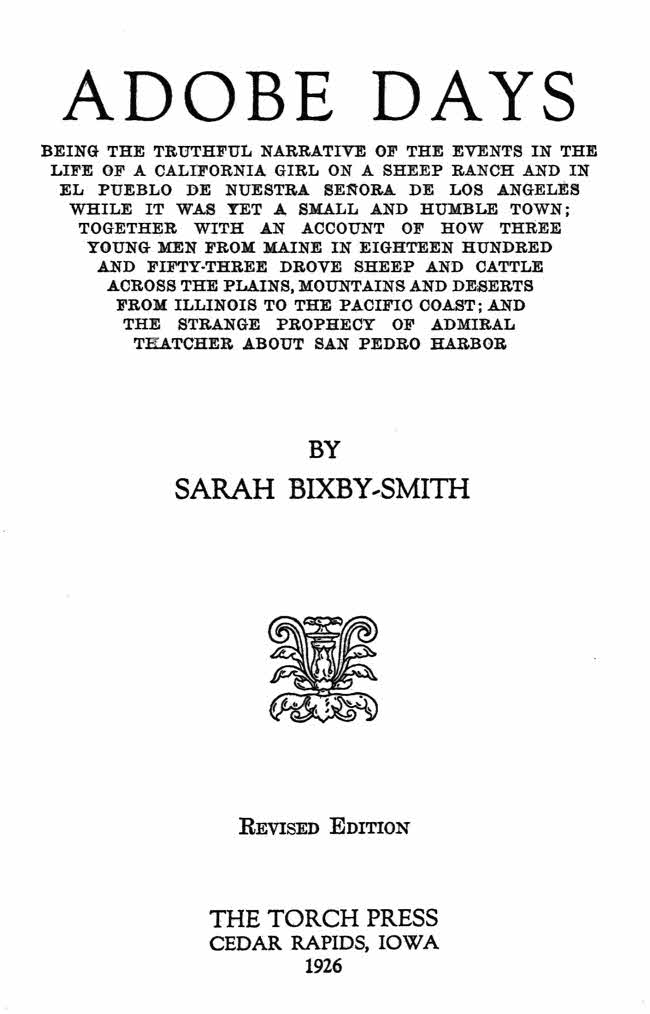 ADOBE DAYS
BEING THE TRUTHFUL NARRATIVE OF THE EVENTS IN THE
LIFE OF A CALIFORNIA GIRL ON A SHEEP RANCH AND IN
EL PUEBLO DE NUESTRA SEÑORA DE LOS ANGELES
WHILE IT WAS YET A SMALL AND HUMBLE TOWN;
TOGETHER WITH AN ACCOUNT OF HOW THREE
YOUNG MEN FROM MAINE IN EIGHTEEN HUNDRED
AND FIFTY-THREE DROVE SHEEP AND CATTLE
ACROSS THE PLAINS, MOUNTAINS AND DESERTS
FROM ILLINOIS TO THE PACIFIC COAST; AND
THE STRANGE PROPHECY OF ADMIRAL
THATCHER ABOUT SAN PEDRO HARBOR
BY
SARAH BIXBY-SMITH
REVISED EDITION
THE TORCH PRESS
CEDAR RAPIDS, IOWA
1926